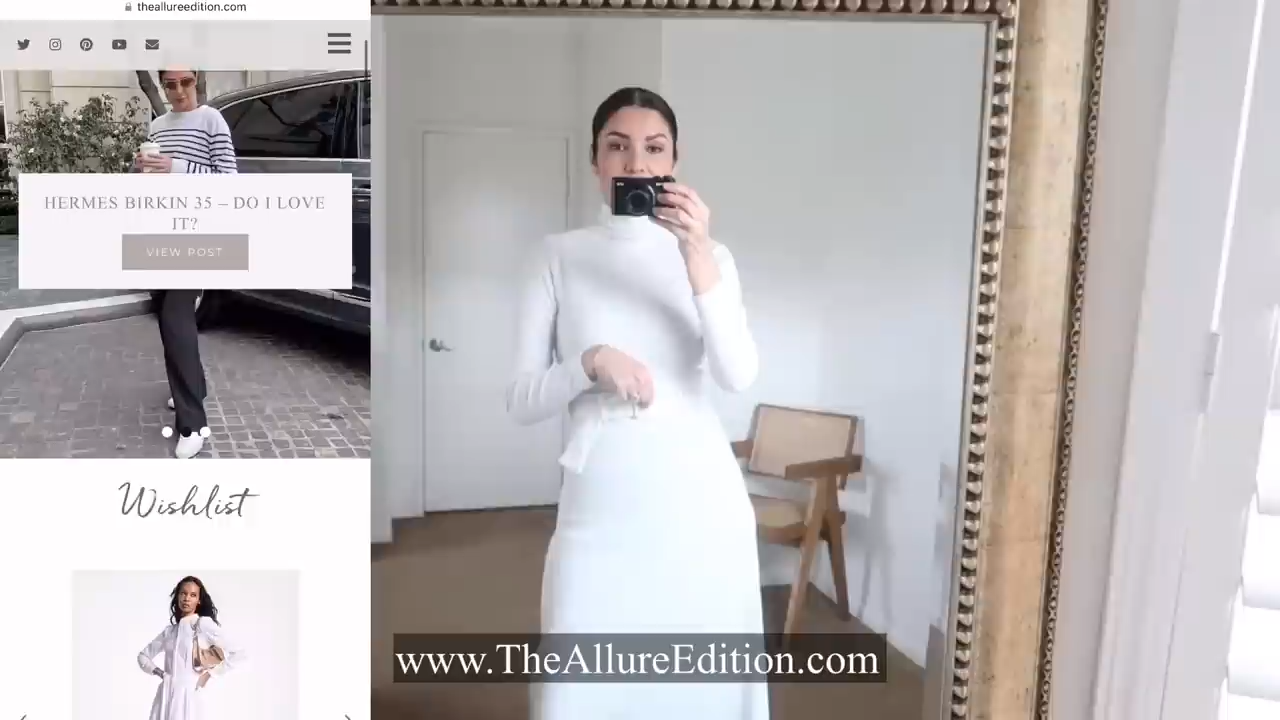 theallureedition.com
HERMES BIRKIN 35 – DO I LOVE
IT?
VIEW POST
Wishlist
www.TheAllureEdition.com